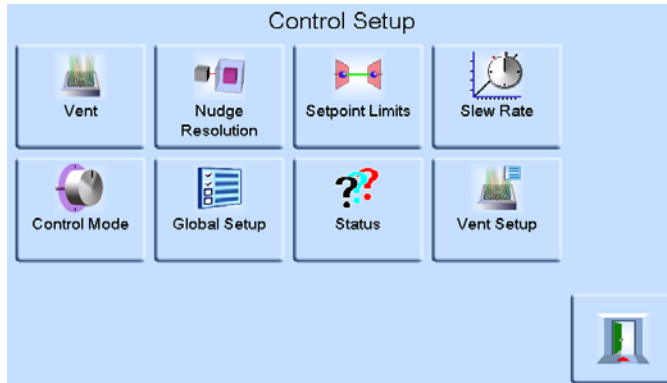 Control Setup
Vent
Nudge
Resolution
Setpoint Limits
Slew Rate
Control Mode
Global Setup
???
Status
Vent Setup